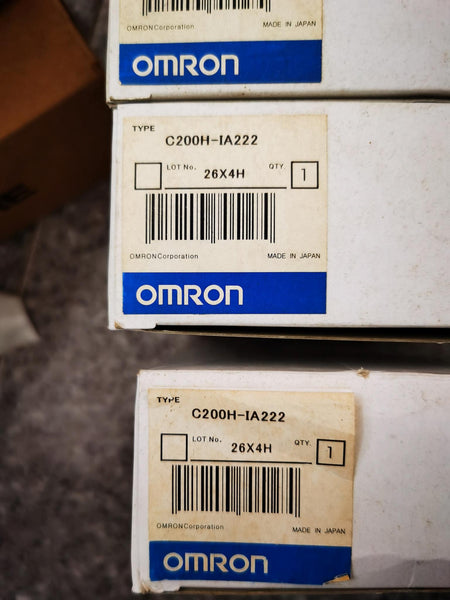 OMRONCorporation
MADE IN JAPAN
OMRON
TYPE
C200H-IA222
LOT No. 26X4H QTY. 1
OMRONCorporation MADE IN JAPAN
OMRON
TYPE
C200H-IA222
LOT No. 26X4H QTY. 1
OMRONCorporation MADE IN JAPAN
OMRON